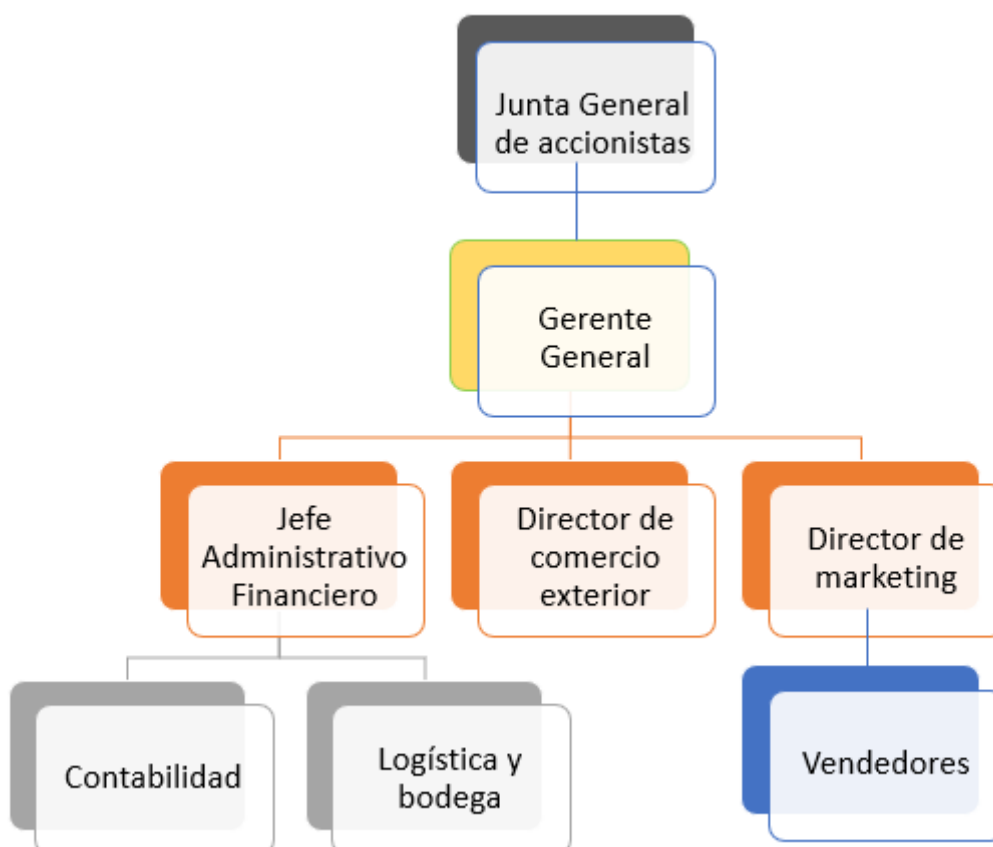 Junta General
de accionistas
Gerente
General
Jefe
Administrativo
Financiero
Director de
comercio
exterior
Director de
marketing
Contabilidad
Logística y
bodega
Vendedores